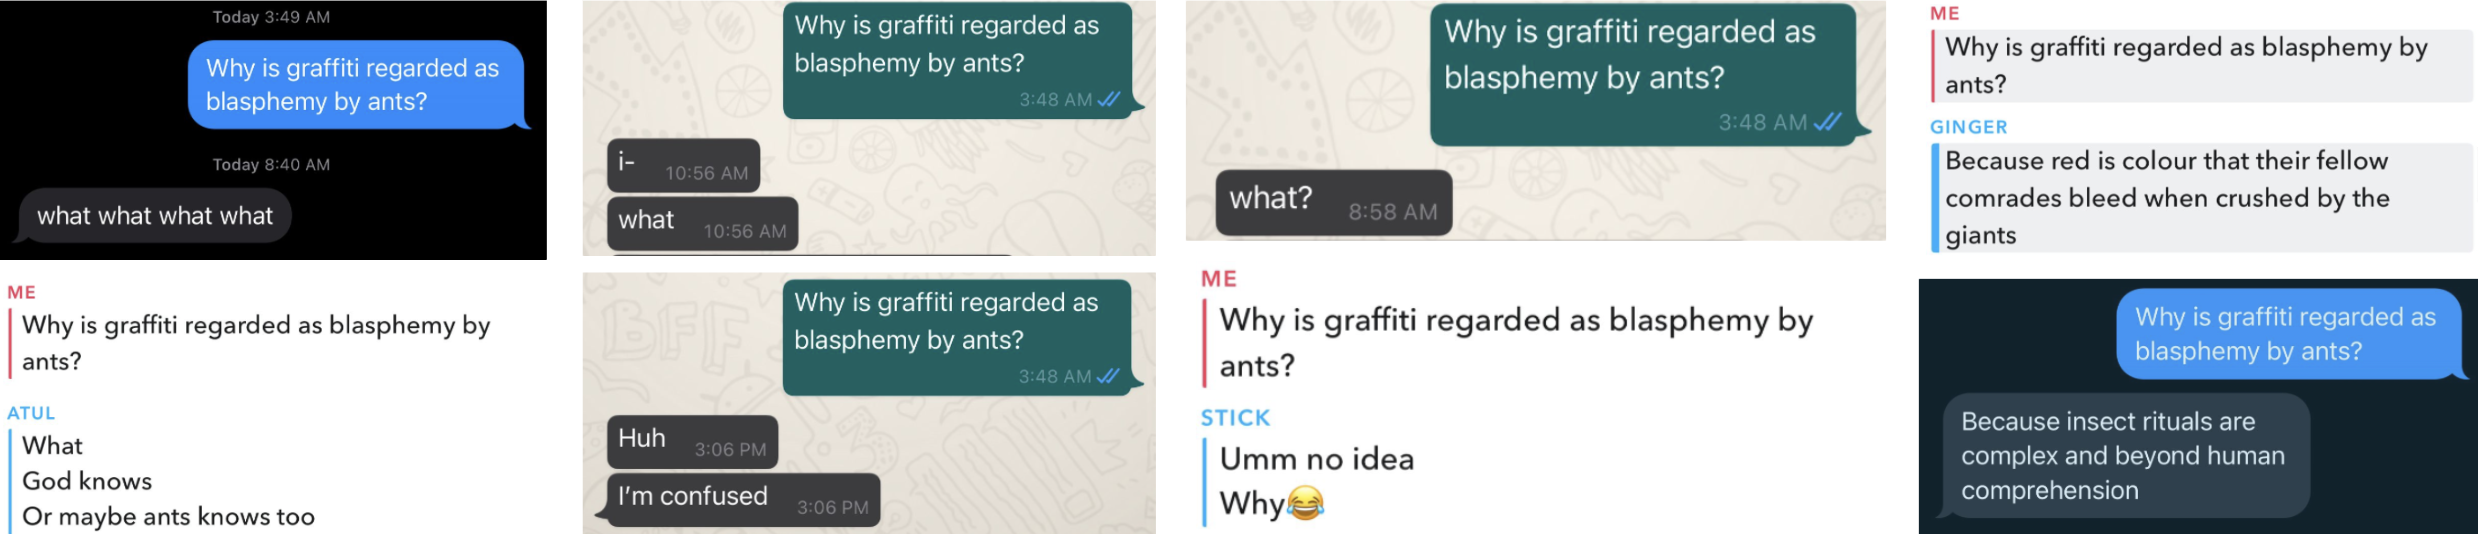 Today 3:49 AM
Why is graffiti regarded as
blasphemy by ants?
Today 8:40 AM
what what what what
Why is graffiti regarded as
blasphemy by ants?
3:48 AM
i-
10:56 AM
what
10:56 AM
Why is graffiti regarded as
blasphemy by ants?
3:48 AM
what?
8:58 AM
ME
Why is graffiti regarded as blasphemy by
ants?
GINGER
Because red is colour that their fellow
comrades bleed when crushed by the
giants
ME
Why is graffiti regarded as blasphemy by
ants?
ATUL
What
God knows
Or maybe ants knows too
BFF
Why is graffiti regarded as
blasphemy by ants?
3:48 AM
Huh
3:06 PM
I'm confused
3:06 PM
ME
Why is graffiti regarded as blasphemy by
ants?
STICK
Umm no idea
Why😂
Why is graffiti regarded as
blasphemy by ants?
Because insect rituals are
complex and beyond human
comprehension